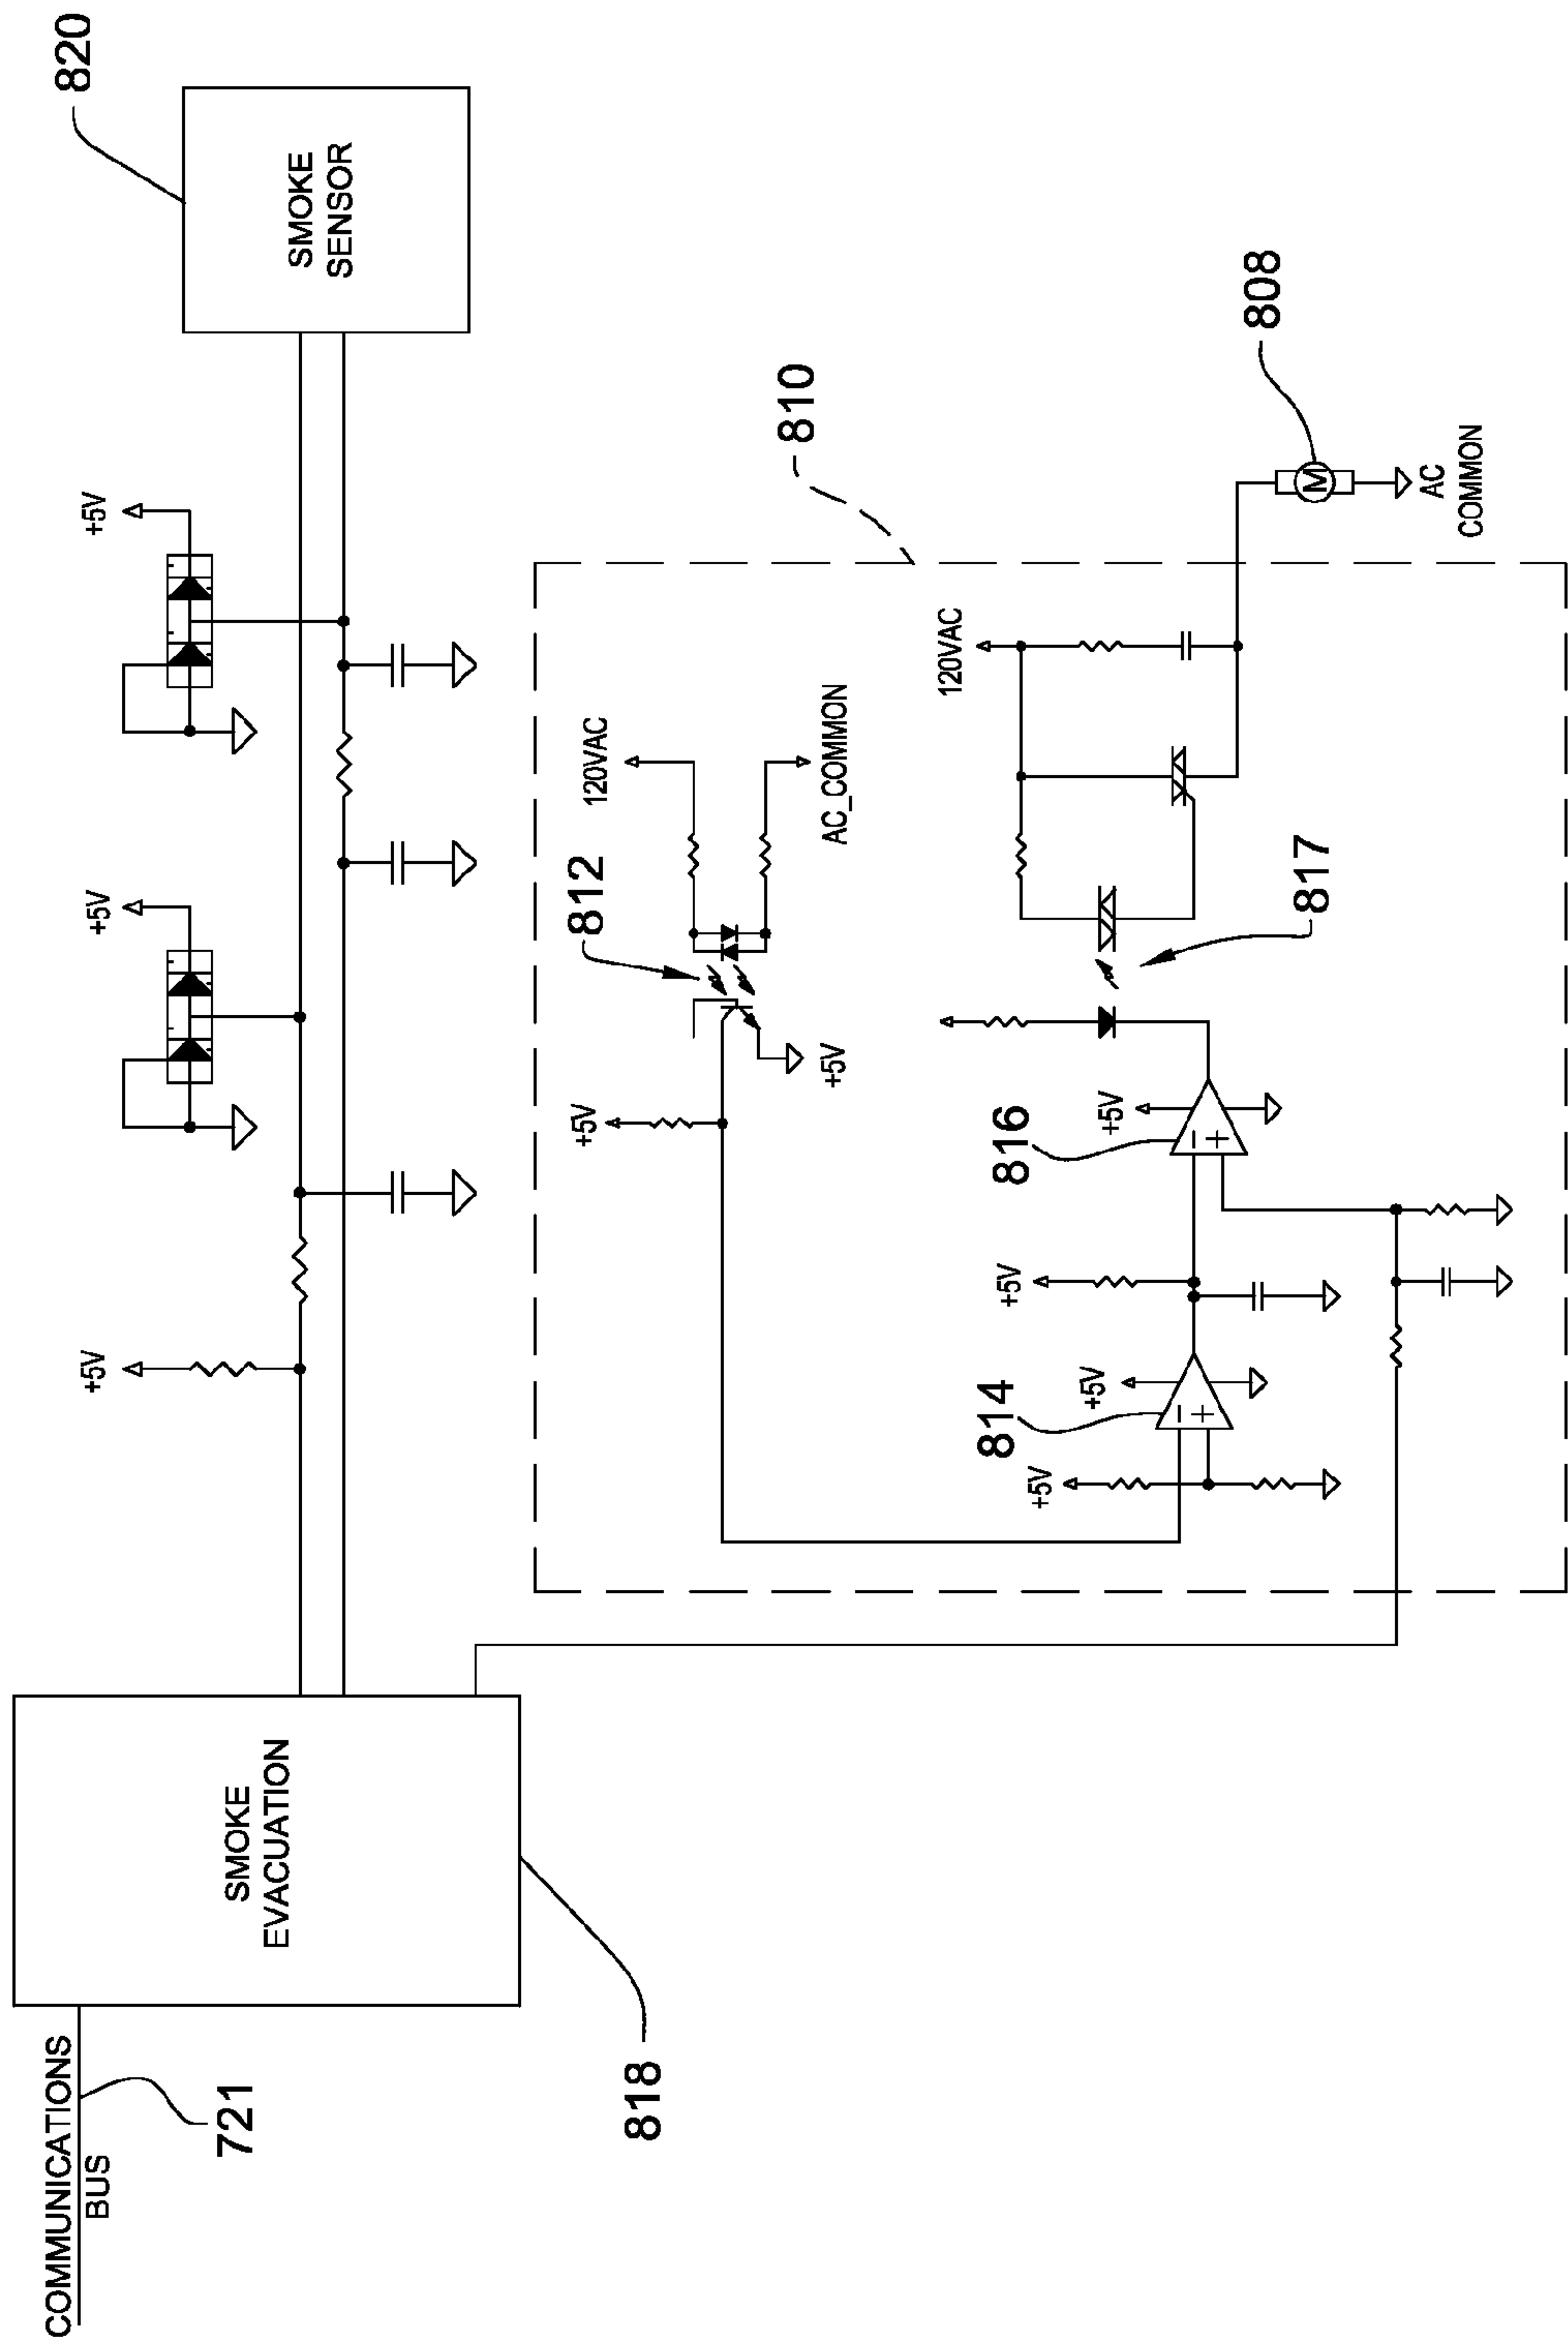 COMMUNICATIONS
BUS
820
+5V
+5V
+5V
721
SMOKE
EVACUATION
SMOKE
SENSOR
+5V
812
120VAC
818
810
+5V
AC_COMMON
120VAC
814
+5V
816
+5V
+5V
+5V
−
+
−
+
808
817
M
AC
COMMON